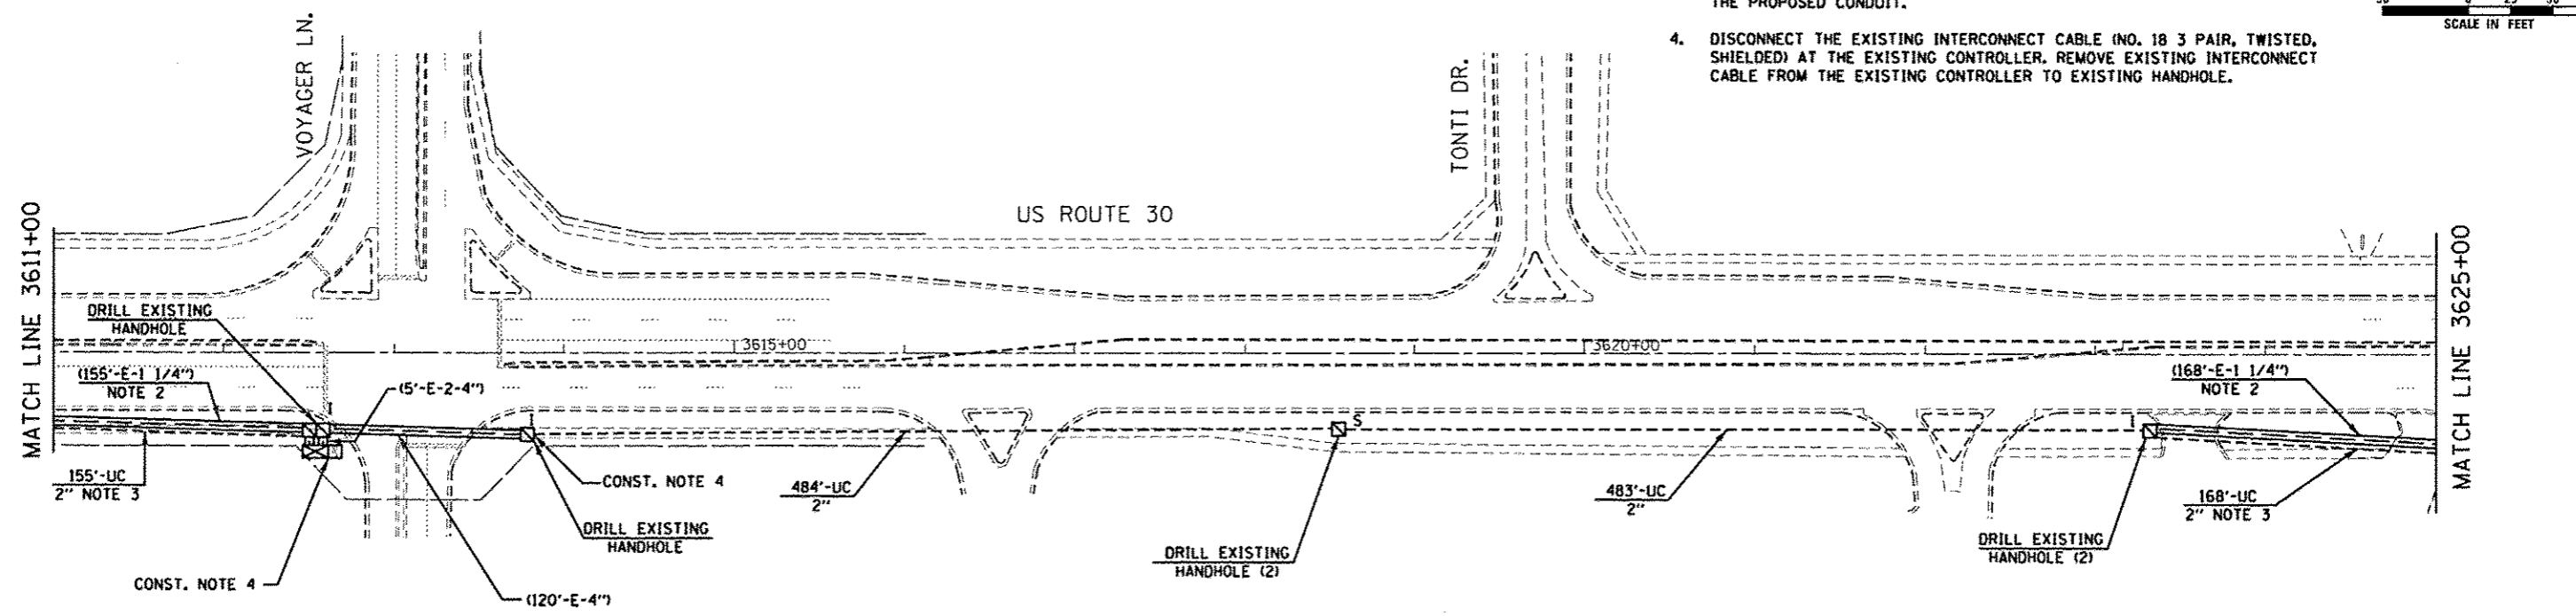 THE PROPOSED CONDUIT.
SCALE IN FEET
4. DISCONNECT THE EXISTING INTERCONNECT CABLE (NO. 18 3 PAIR, TWISTED,
SHIELDED) AT THE EXISTING CONTROLLER. REMOVE EXISTING INTERCONNECT
CABLE FROM THE EXISTING CONTROLLER TO EXISTING HANDHOLE.
VOYAGER LN.
TONTI DR.
US ROUTE 30
MATCH LINE 3611+00
MATCH LINE 3625+00
DRILL EXISTING
HANDHOLE
3615+00
3620+00
(155'-E-1 1/4")
NOTE 2
(5'-E-2-4")
(168'-E-1 1/4")
NOTE 2
I
I
S
I
155'-UC
2" NOTE 3
CONST. NOTE 4
484'-UC
2"
483'-UC
2"
168'-UC
2" NOTE 3
DRILL EXISTING
HANDHOLE
DRILL EXISTING
HANDHOLE (2)
DRILL EXISTING
HANDHOLE (2)
CONST. NOTE 4
(120'-E-4")